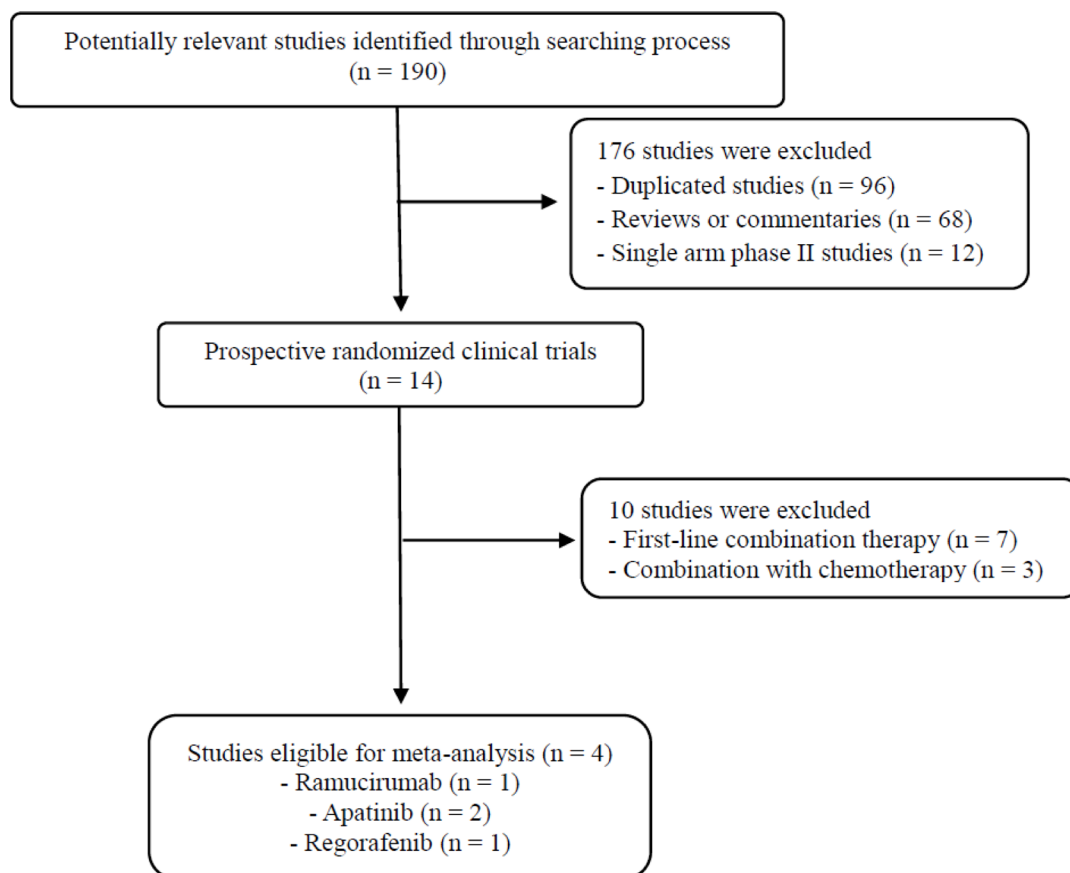 Potentially relevant studies identified through searching process
(n = 190)
176 studies were excluded
- Duplicated studies (n = 96)
- Reviews or commentaries (n = 68)
- Single arm phase II studies (n = 12)
Prospective randomized clinical trials
(n = 14)
10 studies were excluded
- First-line combination therapy (n = 7)
- Combination with chemotherapy (n = 3)
Studies eligible for meta-analysis (n = 4)
- Ramucirumab (n = 1)
- Apatinib (n = 2)
- Regorafenib (n = 1)